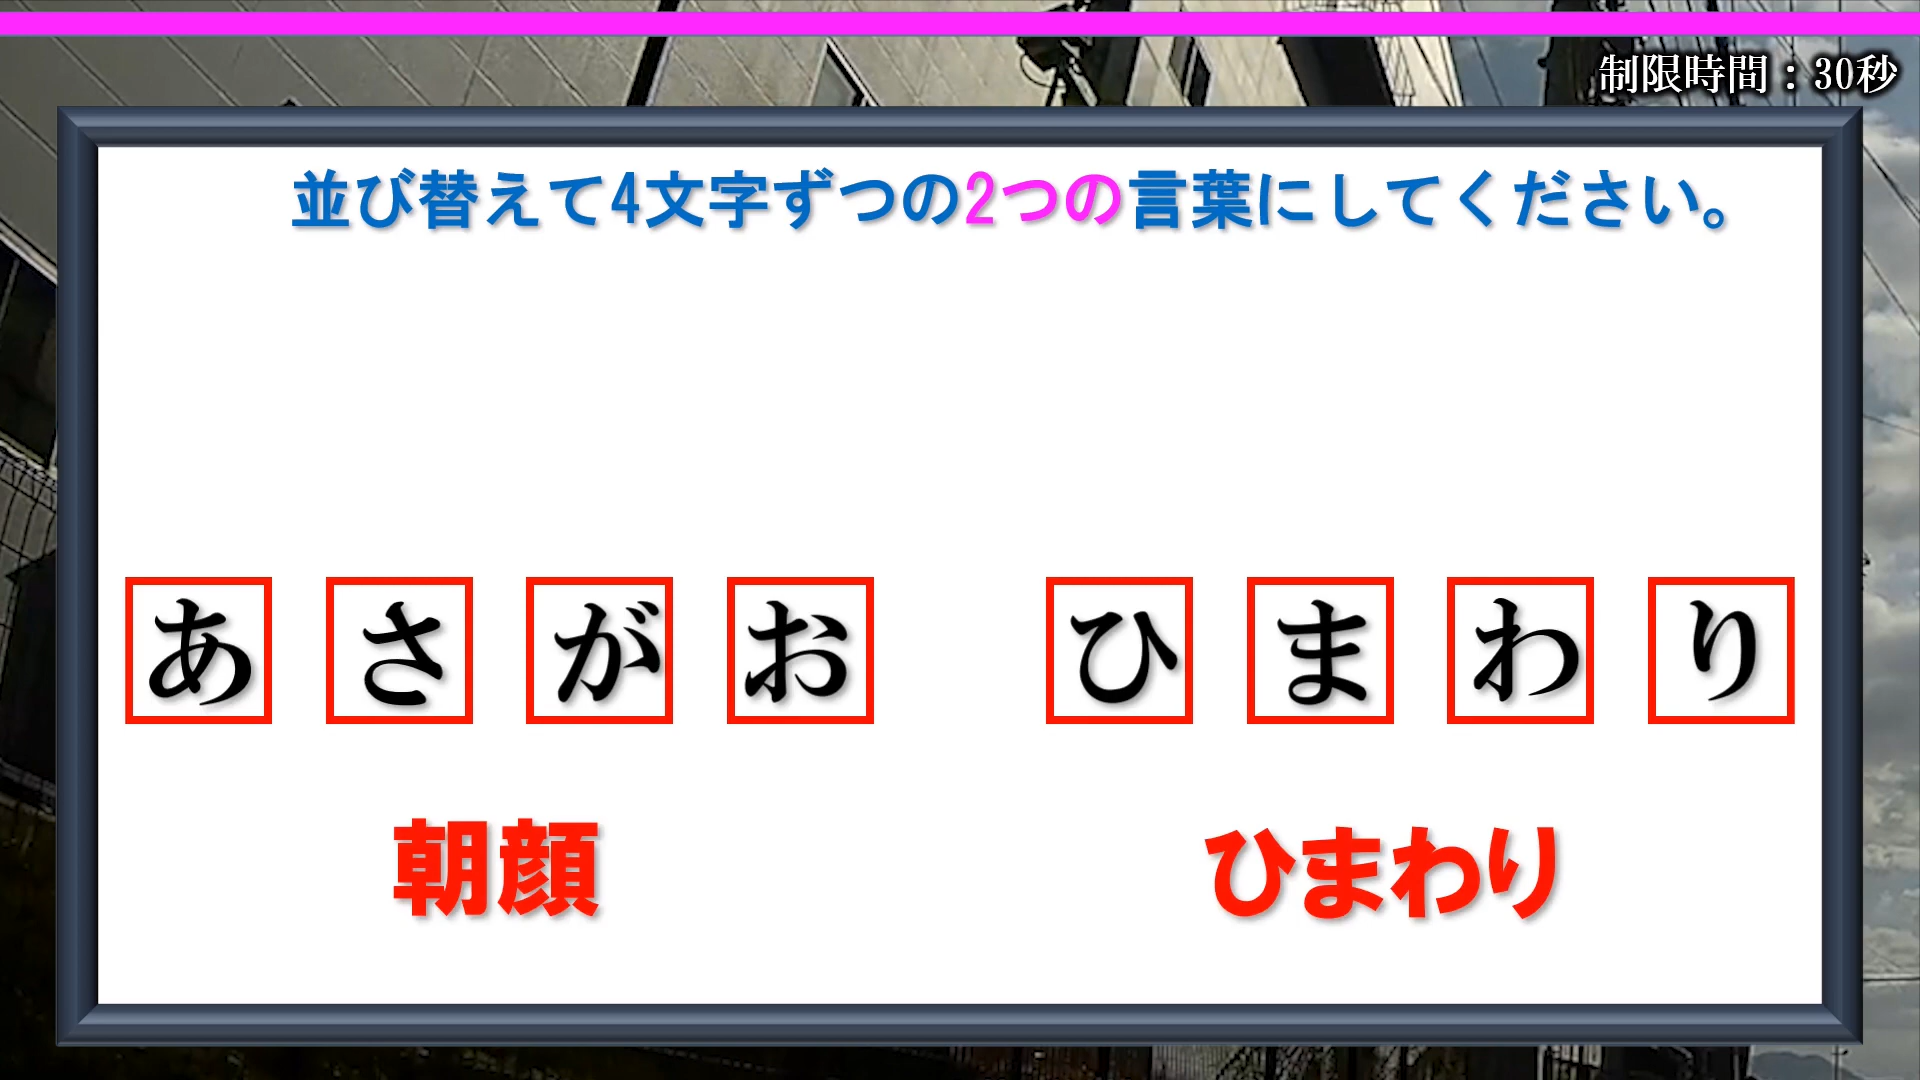 制限時間：30秒
並び替えて4文字ずつの2つの言葉にしてください。
あ さ が お ひ ま わ り
朝顔 ひまわり